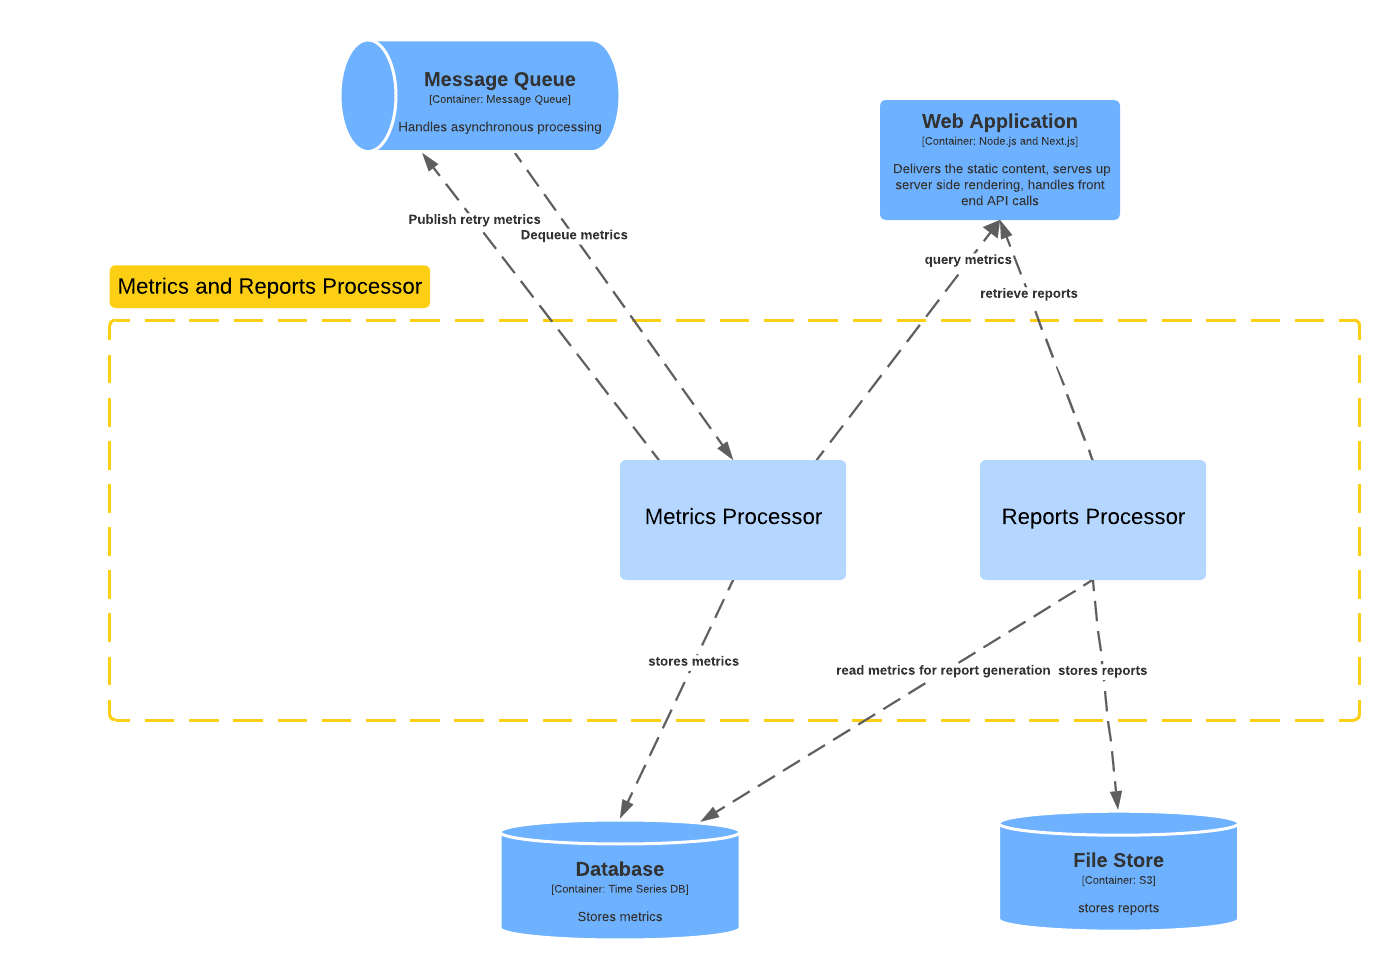 Message Queue
[Container: Message Queue]
Handles asynchronous processing
Web Application
[Container: Node.js and Next.js]
Delivers the static content, serves up
server side rendering, handles front
end API calls
Publish retry metrics
Dequeue metrics
query metrics
retrieve reports
Metrics and Reports Processor
Metrics Processor
Reports Processor
stores metrics
read metrics for report generation
stores reports
Database
[Container: Time Series DB]
Stores metrics
File Store
[Container: S3]
stores reports